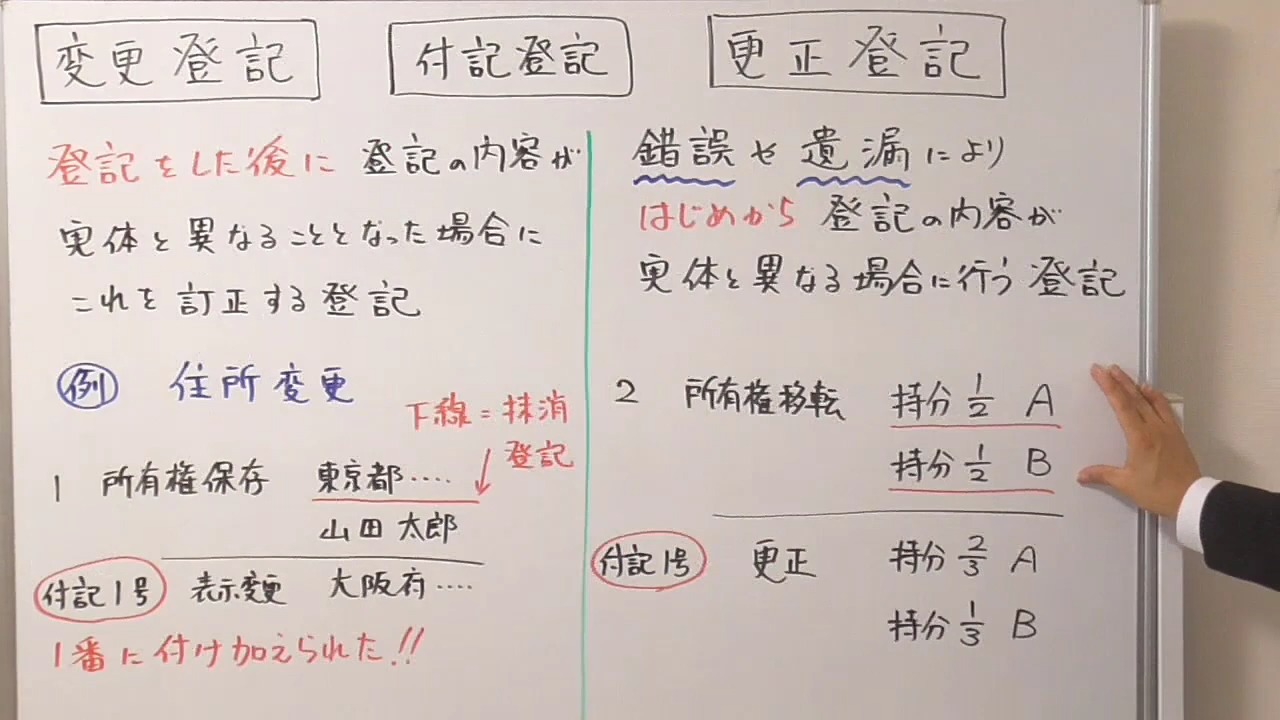 変更登記
付記登記
更正登記
登記をした後に 登記の内容が
実体と異なることとなった場合に
これを訂正する登記
例 住所変更
下線=抹消
登記
1 所有権保存 東京都‥‥
山田太郎
付記1号 表示変更 大阪府‥‥
1番に付け加えられた!!
錯誤や遺漏により
はじめから 登記の内容が
実体と異なる場合に行う登記
2 所有権移転 持分1/2 A
持分1/2 B
付記1号 更正 持分2/3 A
持分1/3 B